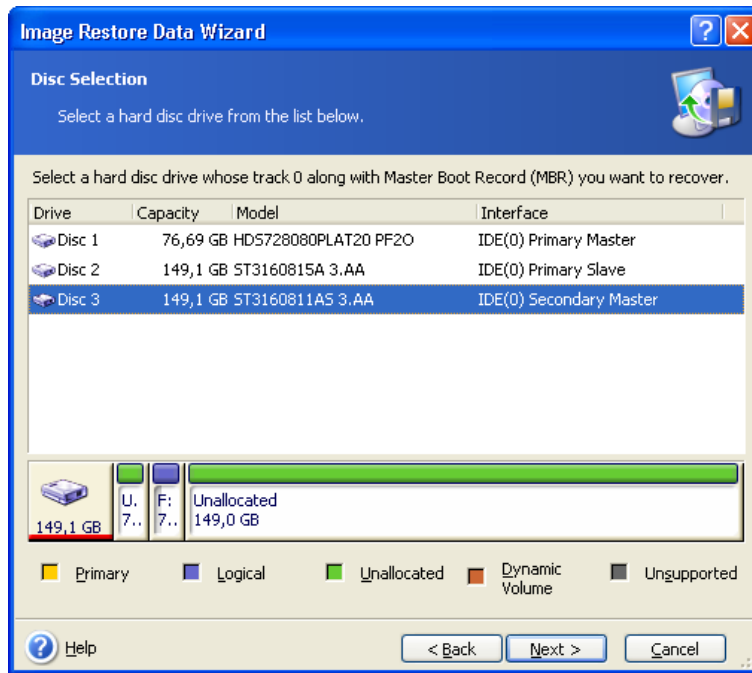 Image Restore Data Wizard
Disc Selection
Select a hard disc drive from the list below.
Select a hard disc drive whose track 0 along with Master Boot Record (MBR) you want to recover.
Drive Capacity Model Interface
Disc 1 76,69 GB HDS728080PLAT20 PF2O IDE(0) Primary Master
Disc 2 149,1 GB ST3160815A 3.AA IDE(0) Primary Slave
Disc 3 149,1 GB ST3160811AS 3.AA IDE(0) Secondary Master
U. F: Unallocated
149,1 GB 7.. 7.. 149,0 GB
Primary Logical Unallocated Dynamic Volume Unsupported
Help < Back Next > Cancel